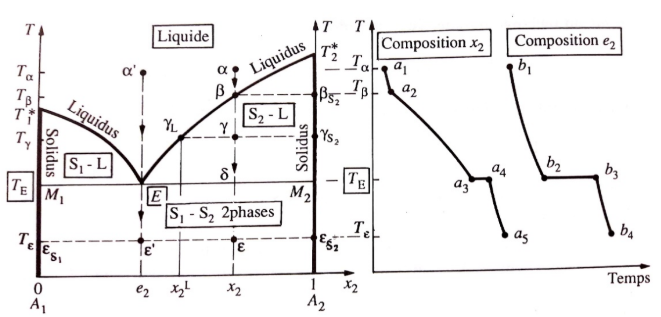 T
T
T
Liquide
Composition x₂
Composition e₂
Liquidus
T₂*
Tα
α'
α
Tα
a₁
b₁
Tβ
β
βS₂
Tβ
a₂
T₁*
Liquidus
S₂ - L
γL
γ
γS₂
Tγ
Solidus
Solidus
S₁ - L
δ
TE
M₁
E
M₂
TE
a₃
a₄
b₂
b₃
S₁ - S₂ 2phases
Tε
εS₁
ε'
ε
εS₂
Tε
a₅
b₄
Temps
0
e₂
x₂ᴸ
x₂
1
x₂
A₁
A₂